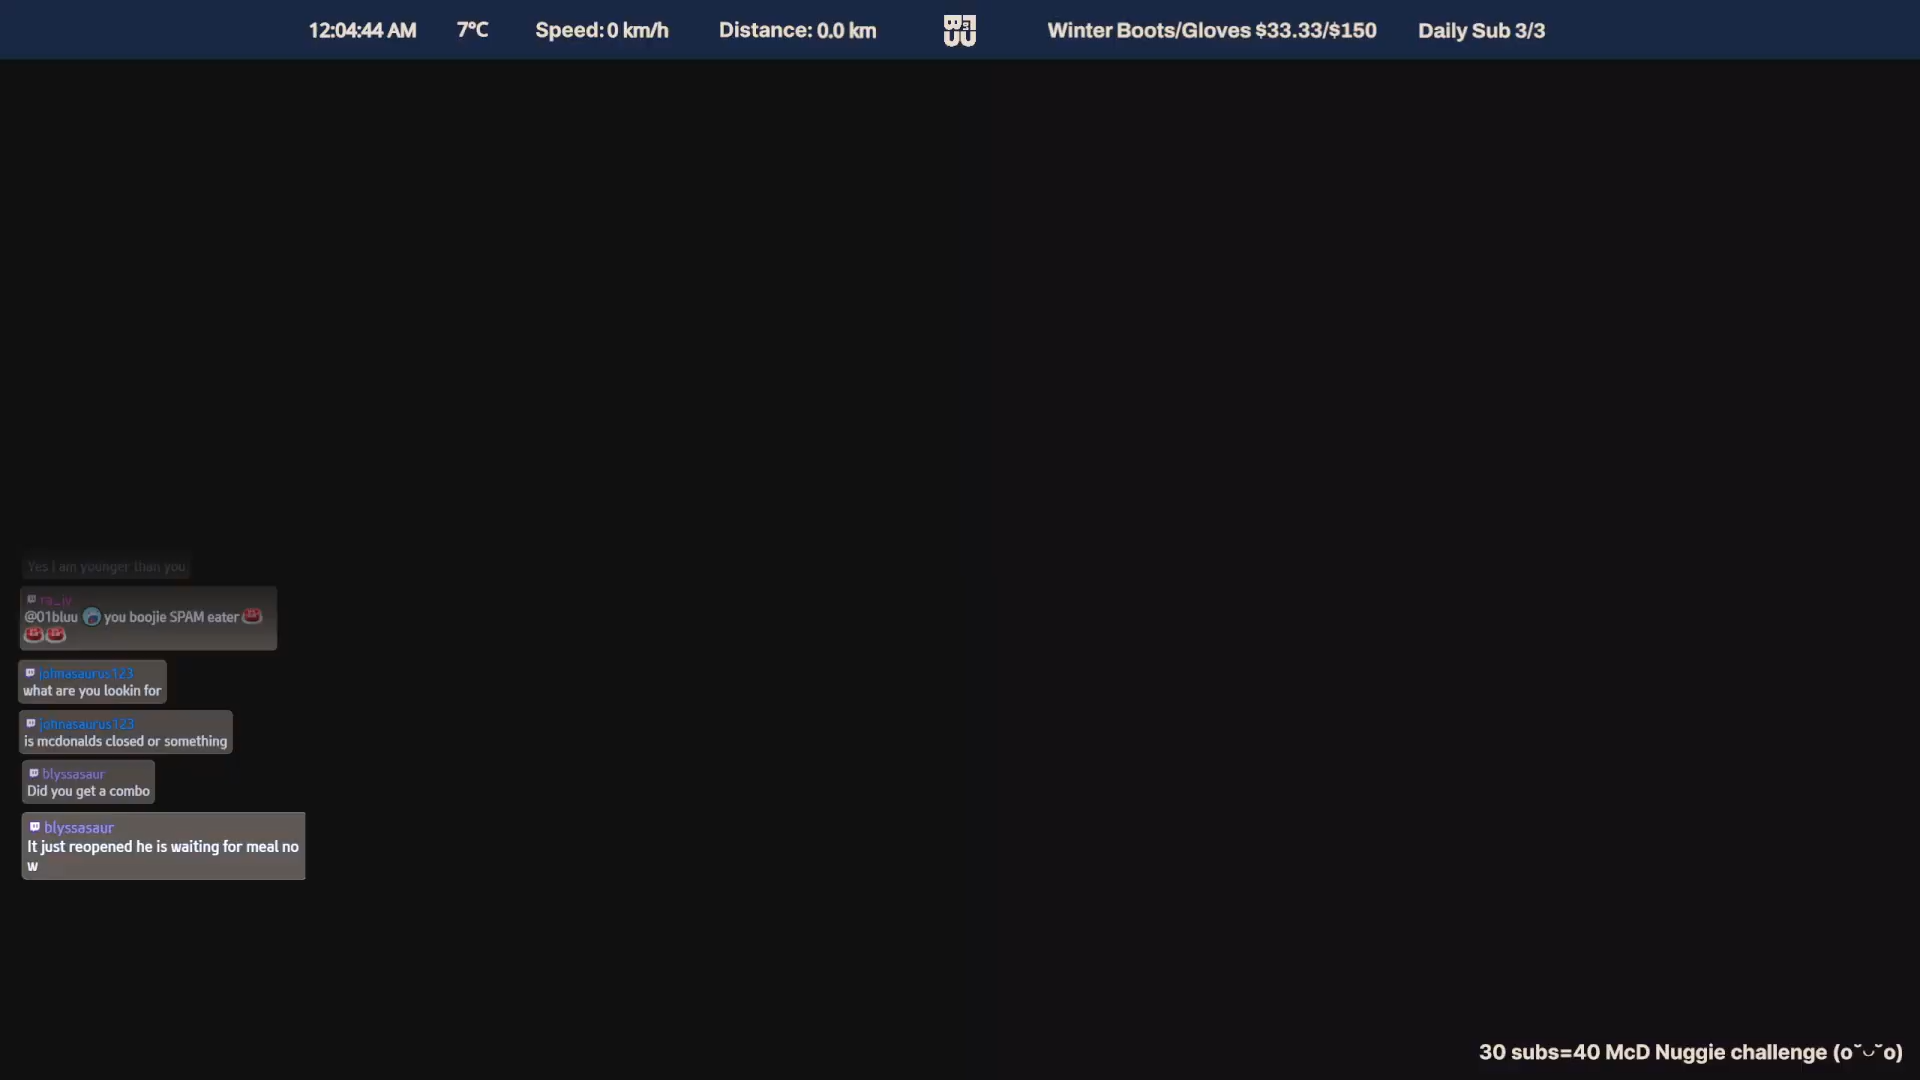 12:04:44 AM 7°C Speed: 0 km/h Distance: 0.0 km Winter Boots/Gloves $33.33/$150 Daily Sub 3/3
Yes I am younger than you
@01bluu you boojie SPAM eater
johnasaurus123
what are you lookin for
johnasaurus123
is mcdonalds closed or something
blyssasaur
Did you get a combo
blyssasaur
It just reopened he is waiting for meal no
w
30 subs=40 McD Nuggie challenge (o˘◡˘o)